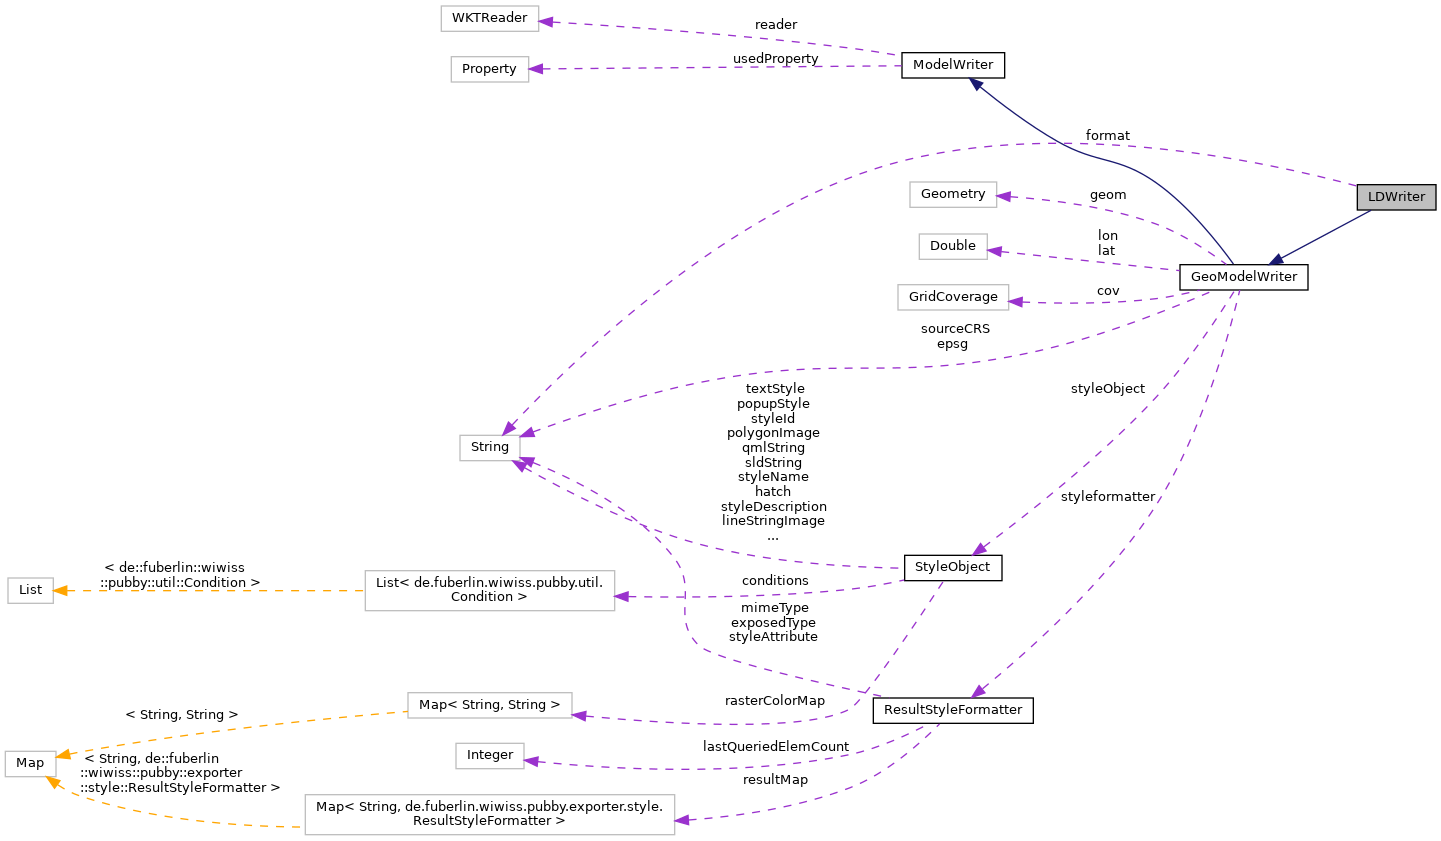 WKTReader
reader
Property
usedProperty
ModelWriter
format
LDWriter
Geometry
geom
Double
lon
lat
GeoModelWriter
GridCoverage
cov
sourceCRS
epsg
styleObject
textStyle
popupStyle
styleId
polygonImage
qmlString
sldString
styleName
hatch
styleDescription
lineStringImage
...
String
styleformatter
StyleObject
< de::fuberlin::wiwiss
::pubby::util::Condition >
List
List< de.fuberlin.wiwiss.pubby.util.
Condition >
conditions
mimeType
exposedType
styleAttribute
rasterColorMap
Map< String, String >
< String, String >
ResultStyleFormatter
lastQueriedElemCount
Integer
Map
< String, de::fuberlin
::wiwiss::pubby::exporter
::style::ResultStyleFormatter >
resultMap
Map< String, de.fuberlin.wiwiss.pubby.exporter.style.
ResultStyleFormatter >